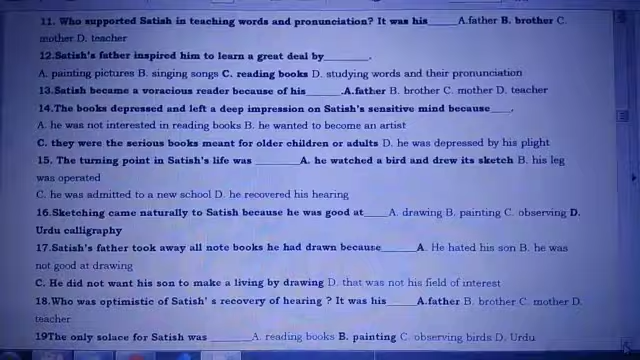 11. Who supported Satish in teaching words and pronunciation? It was his_____A.father B. brother C.
mother D. teacher
12.Satish's father inspired him to learn a great deal by________.
A. painting pictures B. singing songs C. reading books D. studying words and their pronunciation
13.Satish became a voracious reader because of his ______.A.father B. brother C. mother D. teacher
14.The books depressed and left a deep impression on Satish's sensitive mind because____.
A. he was not interested in reading books B. he wanted to become an artist
C. they were the serious books meant for older children or adults D. he was depressed by his plight
15. The turning point in Satish's life was _______A. he watched a bird and drew its sketch B. his leg
was operated
C. he was admitted to a new school D. he recovered his hearing
16.Sketching came naturally to Satish because he was good at____A. drawing B. painting C. observing D.
Urdu calligraphy
17.Satish's father took away all note books he had drawn because______A. He hated his son B. he was
not good at drawing
C. He did not want his son to make a living by drawing D. that was not his field of interest
18.Who was optimistic of Satish' s recovery of hearing ? It was his _____A.father B. brother C. mother D.
teacher
19The only solace for Satish was _______A. reading books B. painting C. observing birds D. Urdu